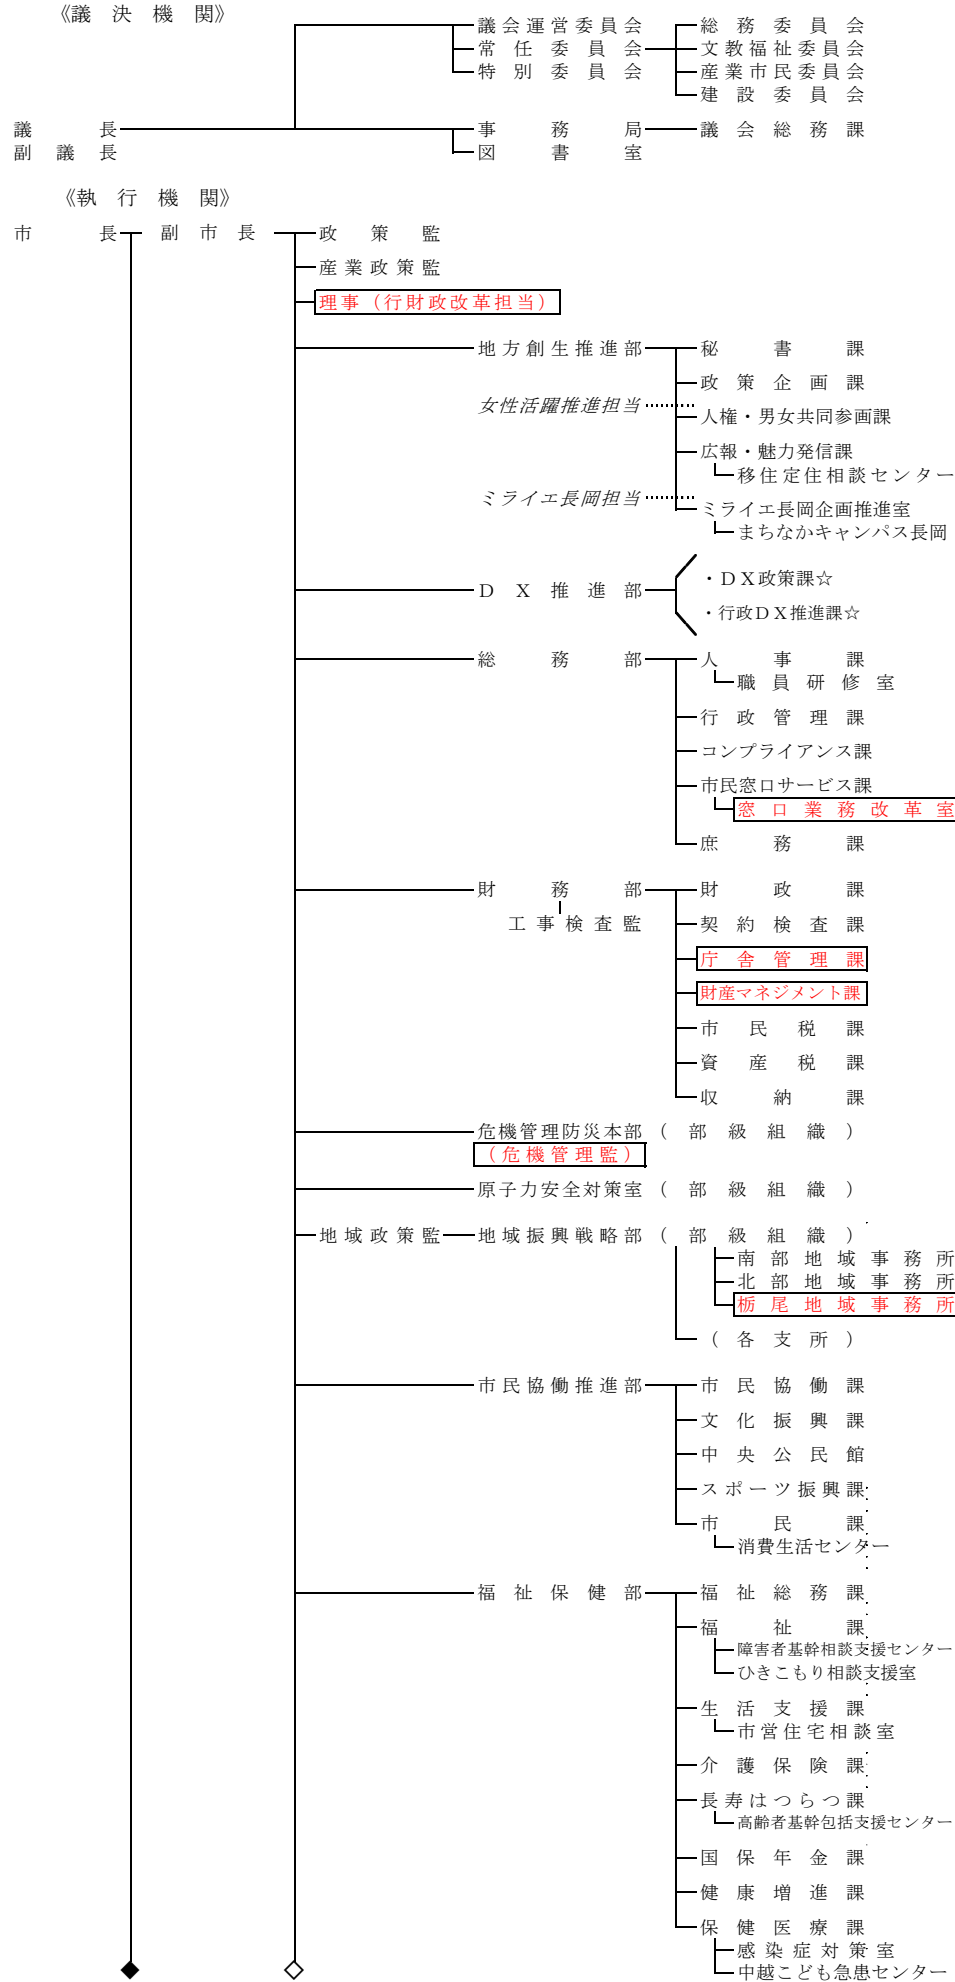 《議決機関》
議会運営委員会 総務委員会
常任委員会 文教福祉委員会
特別委員会 産業市民委員会
建設委員会
議長 事務局 議会総務課
副議長 図書室
《執行機関》
市長 副市長 政策監
産業政策監
理事（行財政改革担当）
地方創生推進部 秘書課
政策企画課
女性活躍推進担当
人権・男女共同参画課
広報・魅力発信課
移住定住相談センター
ミライエ長岡担当
ミライエ長岡企画推進室
まちなかキャンパス長岡
・ＤＸ政策課☆
ＤＸ推進部
・行政ＤＸ推進課☆
総務部 人事課
職員研修室
行政管理課
コンプライアンス課
市民窓口サービス課
窓口業務改革室
庶務課
財務部 財政課
工事検査監 契約検査課
庁舎管理課
財産マネジメント課
市民税課
資産税課
収納課
危機管理防災本部（部級組織）
（危機管理監）
原子力安全対策室（部級組織）
地域政策監 地域振興戦略部（部級組織）
南部地域事務所
北部地域事務所
栃尾地域事務所
（各支所）
市民協働推進部 市民協働課
文化振興課
中央公民館
スポーツ振興課
市民課
消費生活センター
福祉保健部 福祉総務課
福祉課
障害者基幹相談支援センター
ひきこもり相談支援室
生活支援課
市営住宅相談室
介護保険課
長寿はつらつ課
高齢者基幹包括支援センター
国保年金課
健康増進課
保健医療課
感染症対策室
中越こども急患センター